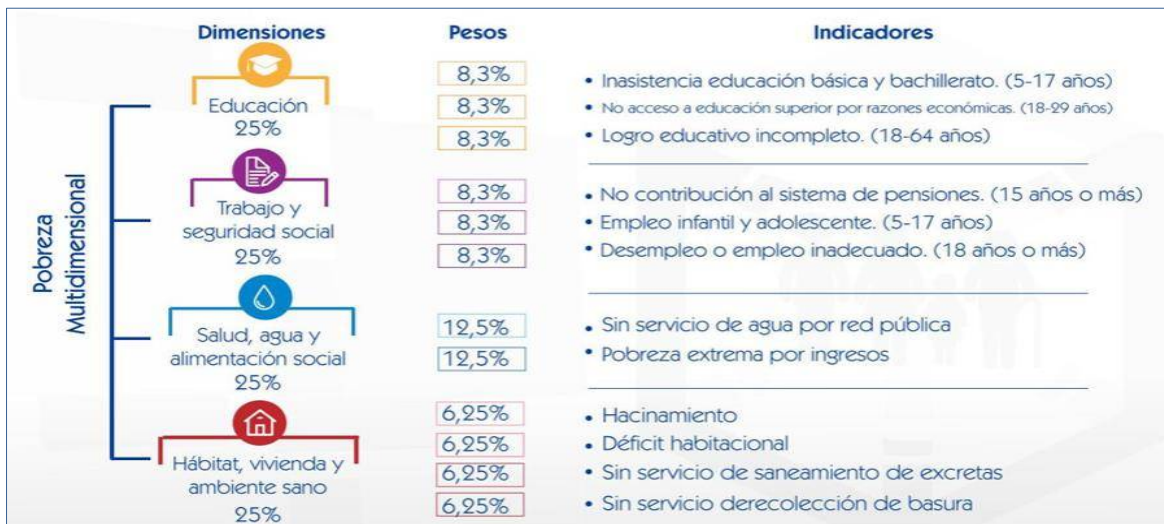 Dimensiones Pesos Indicadores
Pobreza
Multidimensional
Educación
25%
8,3%
8,3%
8,3%
• Inasistencia educación básica y bachillerato. (5-17 años)
• No acceso a educación superior por razones económicas. (18-29 años)
• Logro educativo incompleto. (18-64 años)
Trabajo y
seguridad social
25%
8,3%
8,3%
8,3%
• No contribución al sistema de pensiones. (15 años o más)
• Empleo infantil y adolescente. (5-17 años)
• Desempleo o empleo inadecuado. (18 años o más)
Salud, agua y
alimentación social
25%
12,5%
12,5%
• Sin servicio de agua por red pública
• Pobreza extrema por ingresos
Hábitat, vivienda y
ambiente sano
25%
6,25%
6,25%
6,25%
6,25%
• Hacinamiento
• Déficit habitacional
• Sin servicio de saneamiento de excretas
• Sin servicio derecolección de basura